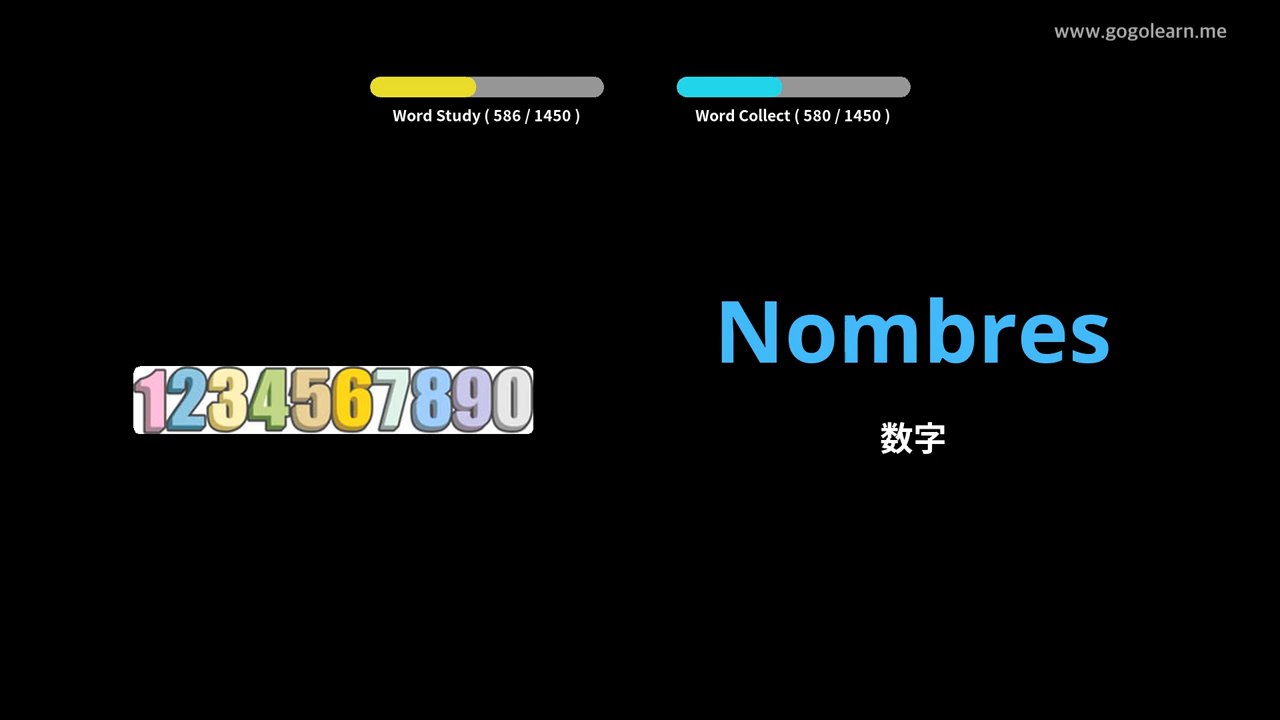 www.gogolearn.me
Word Study ( 586 / 1450 )
Word Collect ( 580 / 1450 )
Nombres
1234567890
数字